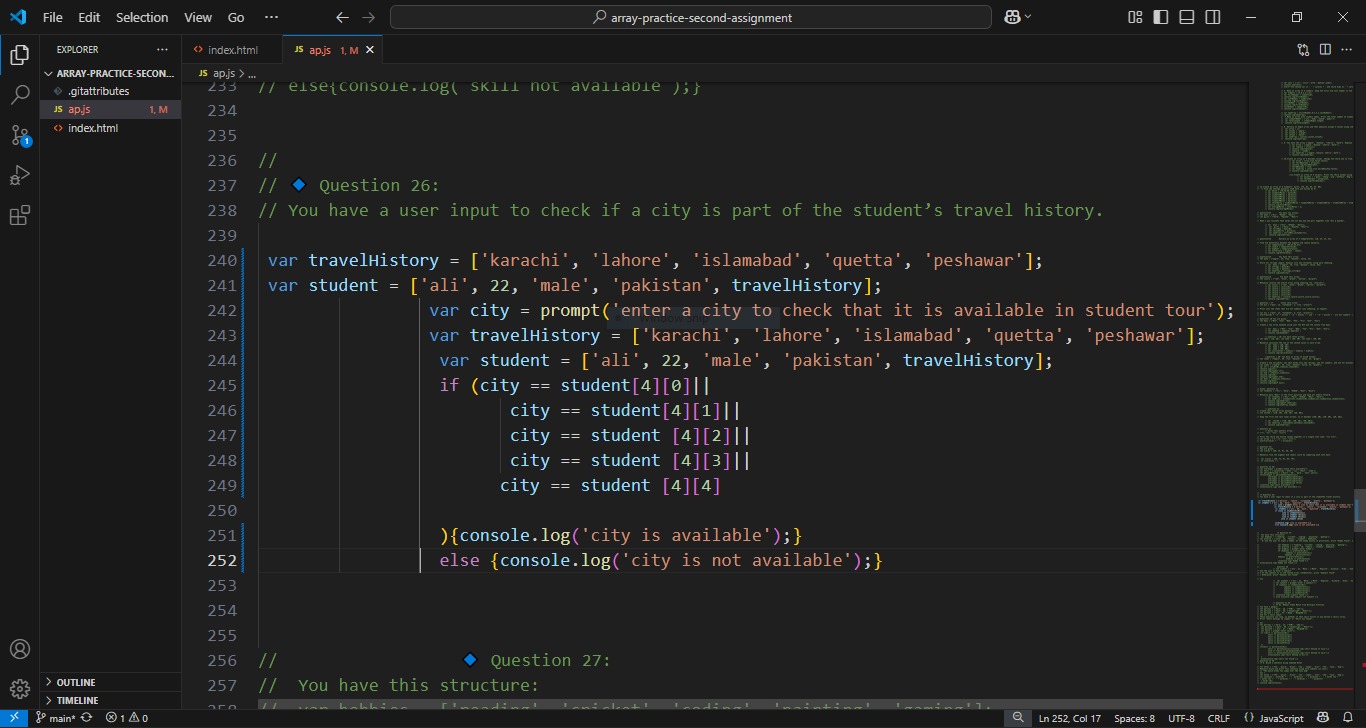 File Edit Selection View Go ··· array-practice-second-assignment
EXPLORER ···
ARRAY-PRACTICE-SECON...
.gitattributes
JS ap.js 1, M
index.html
1
OUTLINE
TIMELINE
index.html JS ap.js 1, M
JS ap.js > ...
233 // else{console.log( skill not available );}
234
235
236 //
237 // 🔷 Question 26:
238 // You have a user input to check if a city is part of the student’s travel history.
239
240 var travelHistory = ['karachi', 'lahore', 'islamabad', 'quetta', 'peshawar'];
241 var student = ['ali', 22, 'male', 'pakistan', travelHistory];
242 var city = prompt('enter a city to check that it is available in student tour');
243 var travelHistory = ['karachi', 'lahore', 'islamabad', 'quetta', 'peshawar'];
244 var student = ['ali', 22, 'male', 'pakistan', travelHistory];
245 if (city == student[4][0]||
246 city == student[4][1]||
247 city == student [4][2]||
248 city == student [4][3]||
249 city == student [4][4]
250
251 ){console.log('city is available');}
252 else {console.log('city is not available');}
253
254
255
256 // 🔷 Question 27:
257 // You have this structure:
258 // var hobbies = ['reading', 'cricket', 'coding', 'painting', 'gaming'];
main* 1 0 Ln 252, Col 17 Spaces: 8 UTF-8 CRLF {} JavaScript